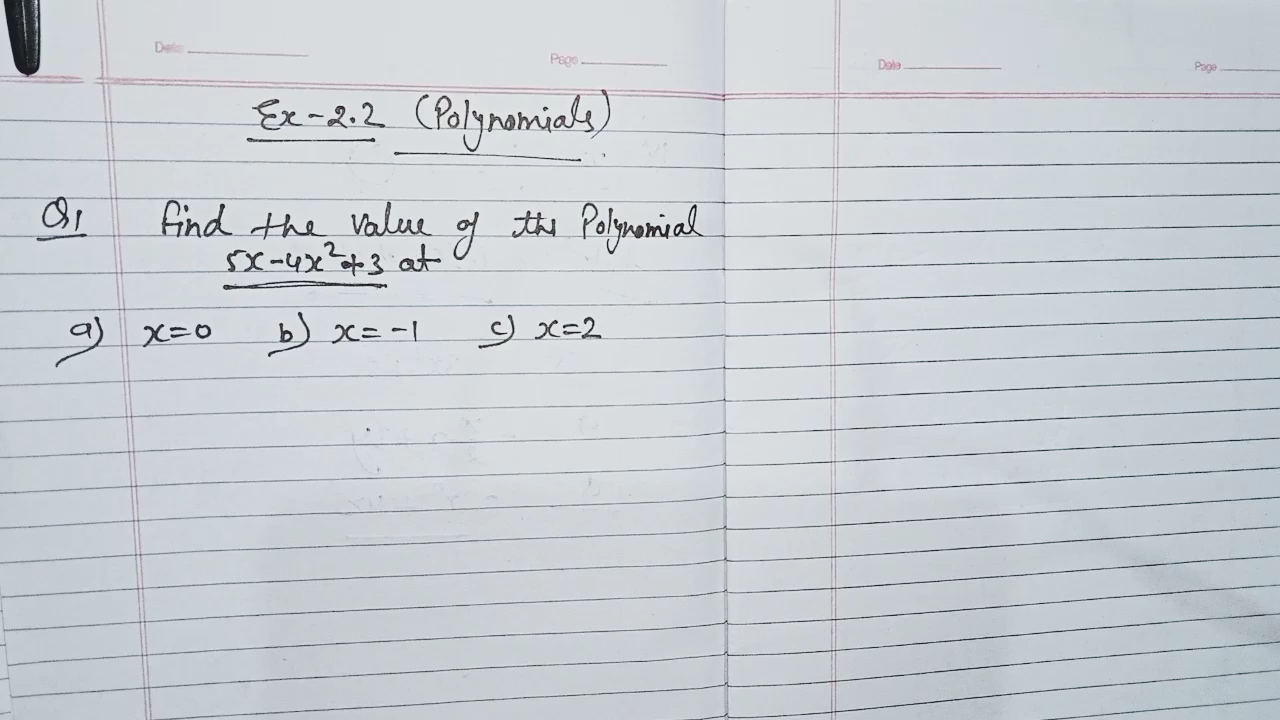 Date Page
Date Page
Ex-2.2 (Polynomials)
Q1 find the value of the Polynomial
5x-4x²+3 at
a) x=0 b) x=-1 c) x=2